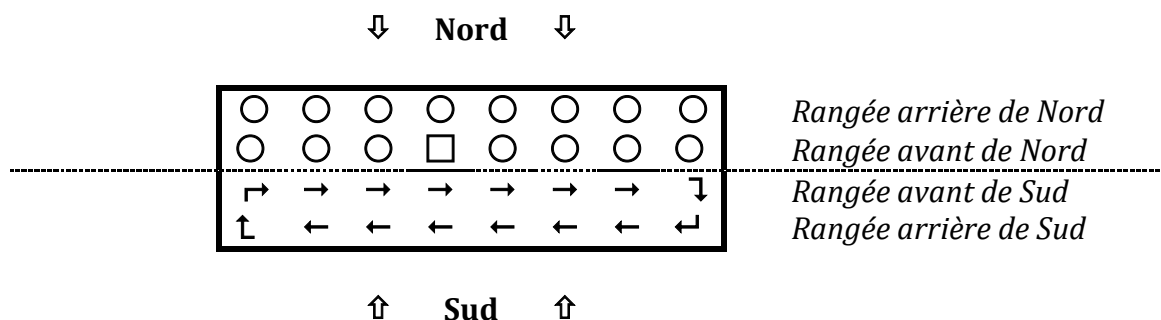 Nord
Rangée arrière de Nord
Rangée avant de Nord
Rangée avant de Sud
Rangée arrière de Sud
Sud